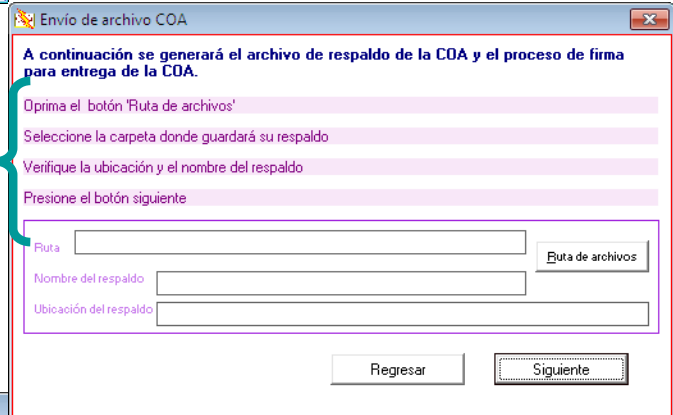 Envío de archivo COA
A continuación se generará el archivo de respaldo de la COA y el proceso de firma
para entrega de la COA.
Oprima el botón 'Ruta de archivos'
Seleccione la carpeta donde guardará su respaldo
Verifique la ubicación y el nombre del respaldo
Presione el botón siguiente
Ruta
Ruta de archivos
Nombre del respaldo
Ubicación del respaldo
Regresar
Siguiente